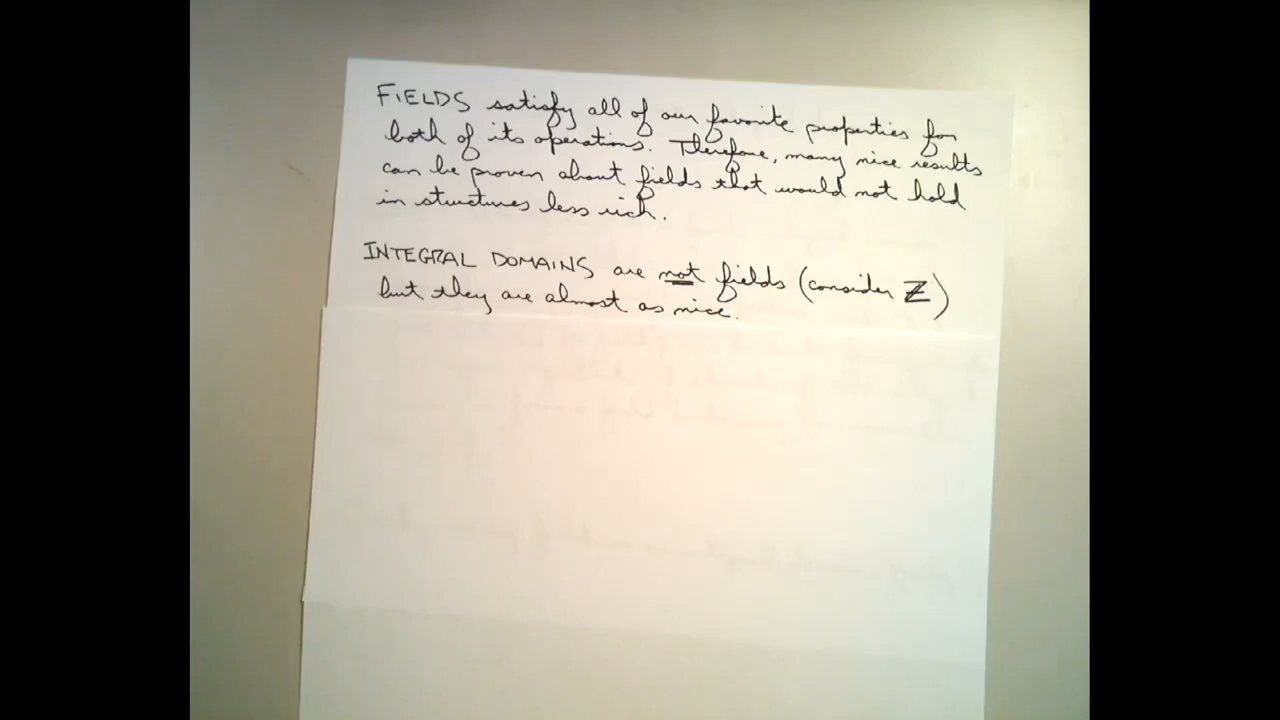 FIELDS satisfy all of our favorite properties for
both of its operations. Therefore, many nice results
can be proven about fields that would not hold
in structures less rich.
INTEGRAL DOMAINS are not fields (consider ℤ)
but they are almost as nice.